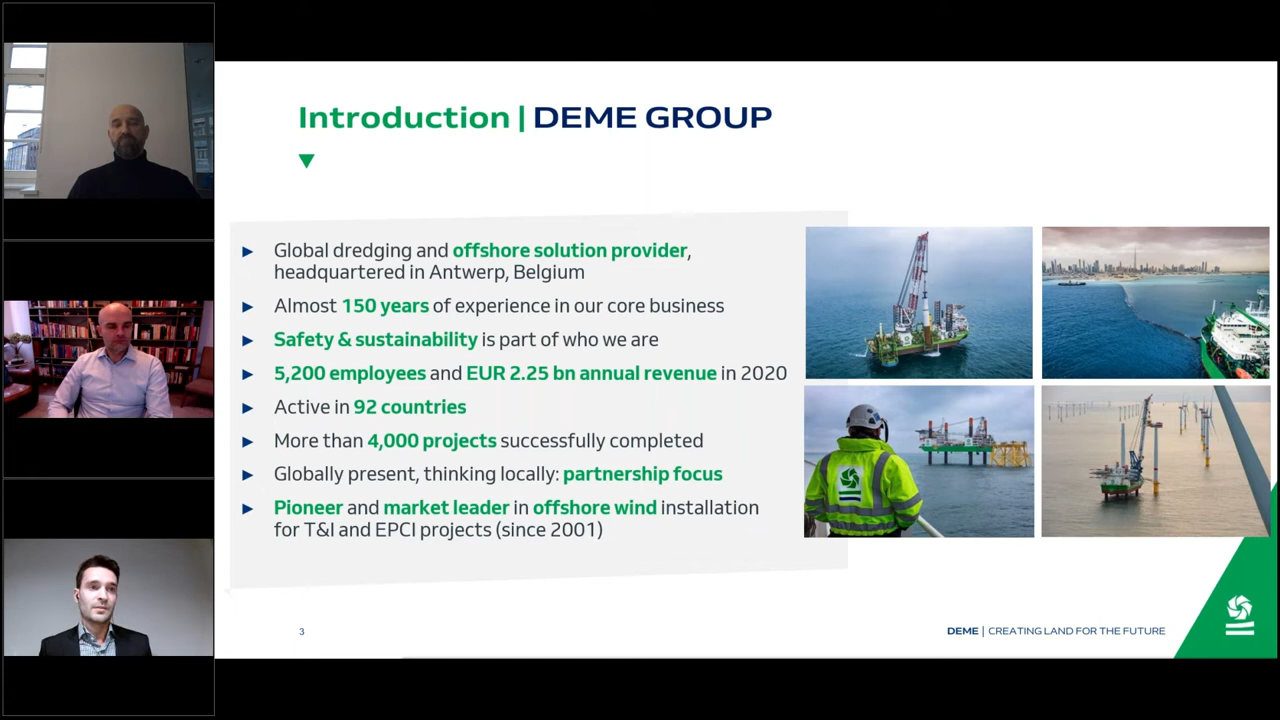 Introduction | DEME GROUP
Global dredging and offshore solution provider,
headquartered in Antwerp, Belgium
Almost 150 years of experience in our core business
Safety & sustainability is part of who we are
5,200 employees and EUR 2.25 bn annual revenue in 2020
Active in 92 countries
More than 4,000 projects successfully completed
Globally present, thinking locally: partnership focus
Pioneer and market leader in offshore wind installation
for T&I and EPCI projects (since 2001)
3
DEME | CREATING LAND FOR THE FUTURE